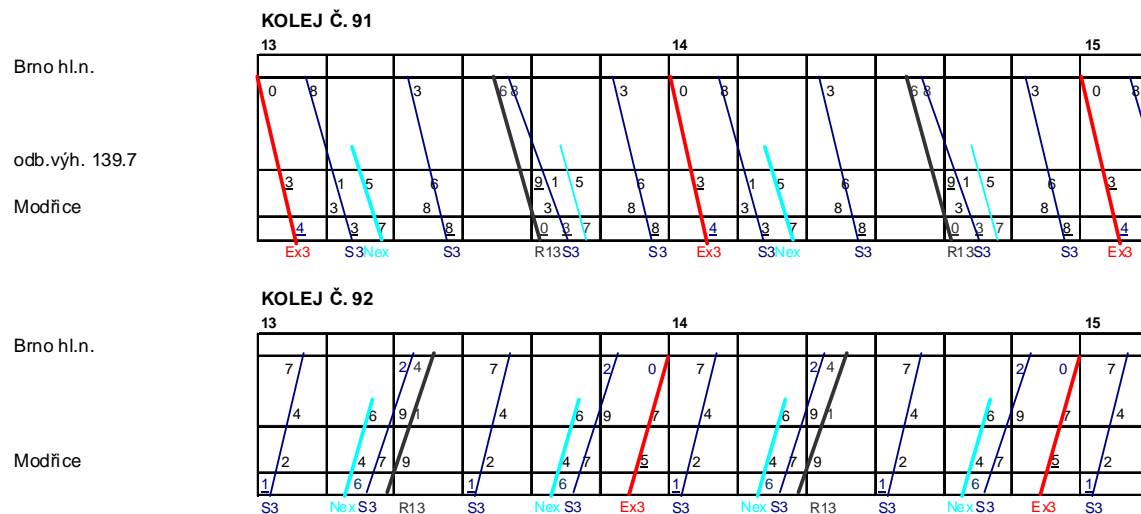 KOLEJ Č. 91
13 14 15
Brno hl.n.
0 8 3 6 8 3 0 8 3 6 8 3 0 8
odb.výh. 139.7
3 1 5 6 9 1 5 6 3 1 5 6 9 1 5 6 3 1
Modřice
3 8 3 8 3 8 3 8 3
4 3 7 8 0 3 7 8 4 3 7 8 0 3 7 8 4
Ex3 S3 Nex S3 R13 S3 S3 Ex3 S3 Nex S3 R13 S3 S3 Ex3
KOLEJ Č. 92
13 14 15
Brno hl.n.
7 2 4 7 2 0 7 2 4 7 2 0 7
4 6 9 1 4 6 9 7 4 6 9 1 4 6 9 7 4
Modřice
2 4 7 9 2 4 7 5 2 4 7 9 2 4 7 5 2
1 6 1 6 1 6 1 6 1
S3 Nex S3 R13 S3 Nex S3 Ex3 S3 Nex S3 R13 S3 Nex S3 Ex3 S3